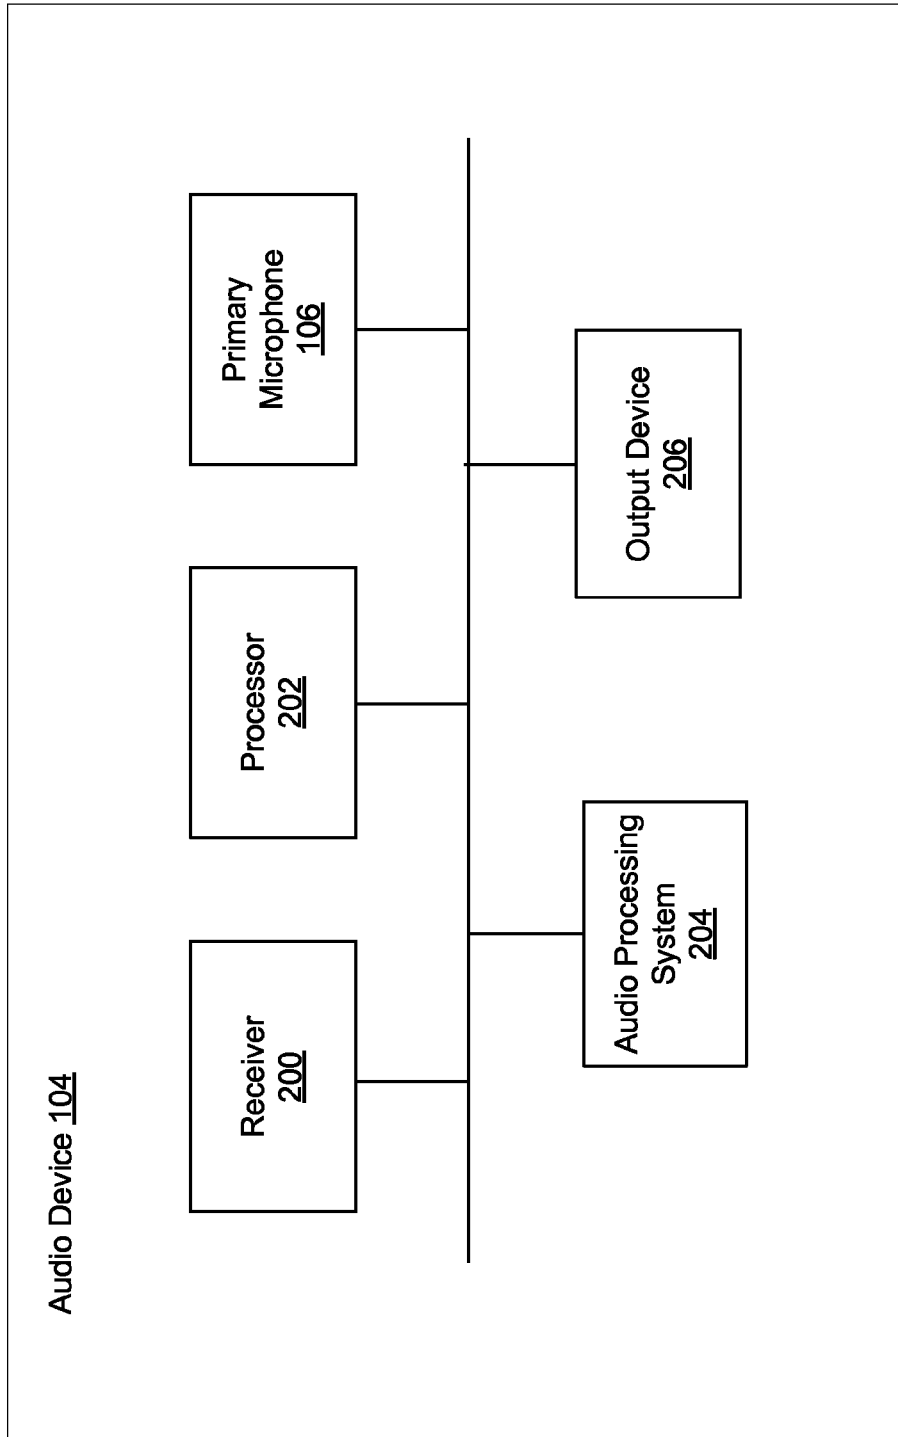 Audio Device 104
Receiver
200
Processor
202
Primary
Microphone
106
Audio Processing
System
204
Output Device
206